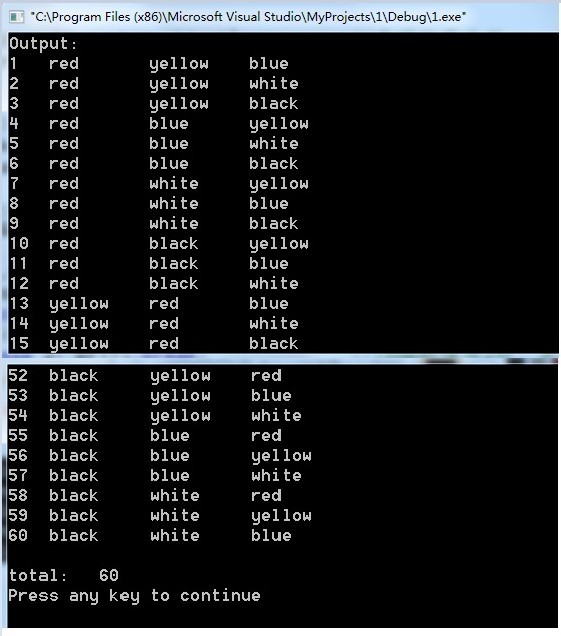 "C:\Program Files (x86)\Microsoft Visual Studio\MyProjects\1\Debug\1.exe"
Output:
1 red yellow blue
2 red yellow white
3 red yellow black
4 red blue yellow
5 red blue white
6 red blue black
7 red white yellow
8 red white blue
9 red white black
10 red black yellow
11 red black blue
12 red black white
13 yellow red blue
14 yellow red white
15 yellow red black
52 black yellow red
53 black yellow blue
54 black yellow white
55 black blue red
56 black blue yellow
57 black blue white
58 black white red
59 black white yellow
60 black white blue
total: 60
Press any key to continue